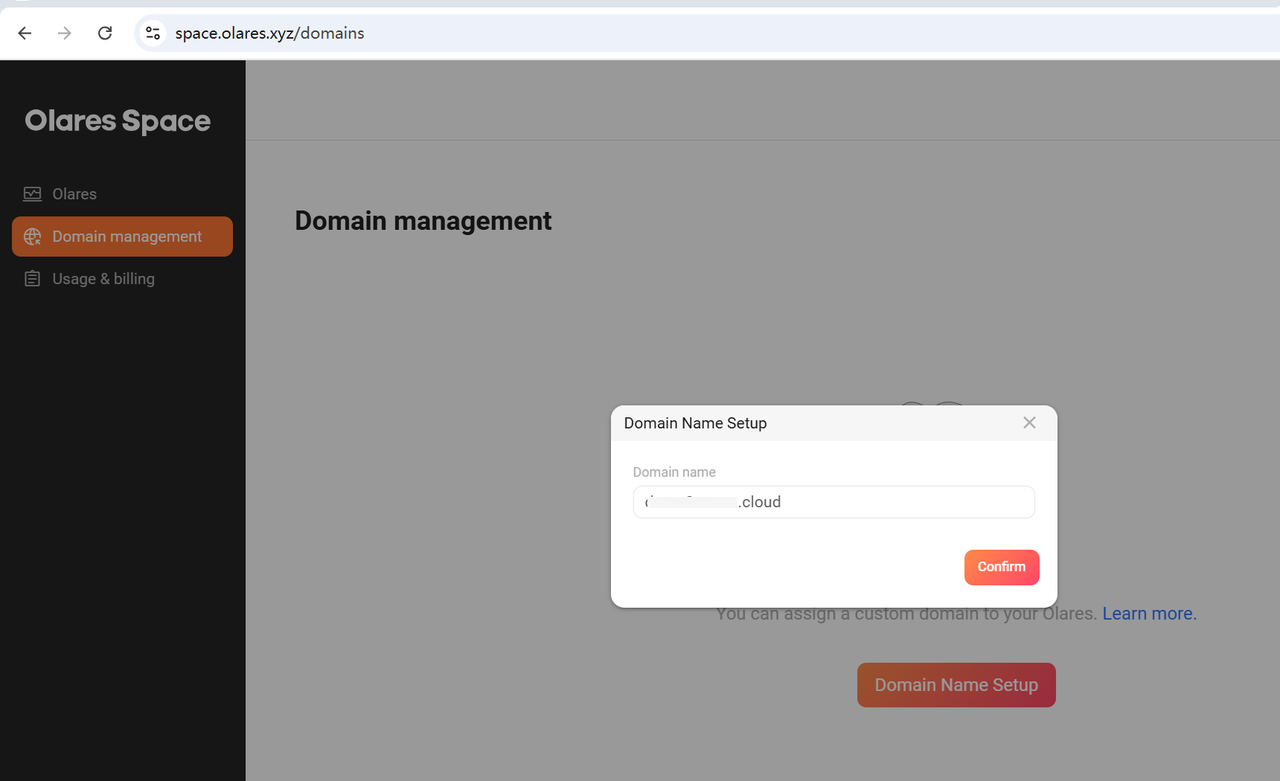 space.olares.xyz/domains
Olares Space
Olares
Domain management
Usage & billing
Domain management
Domain Name Setup
Domain name
.cloud
Confirm
You can assign a custom domain to your Olares. Learn more.
Domain Name Setup